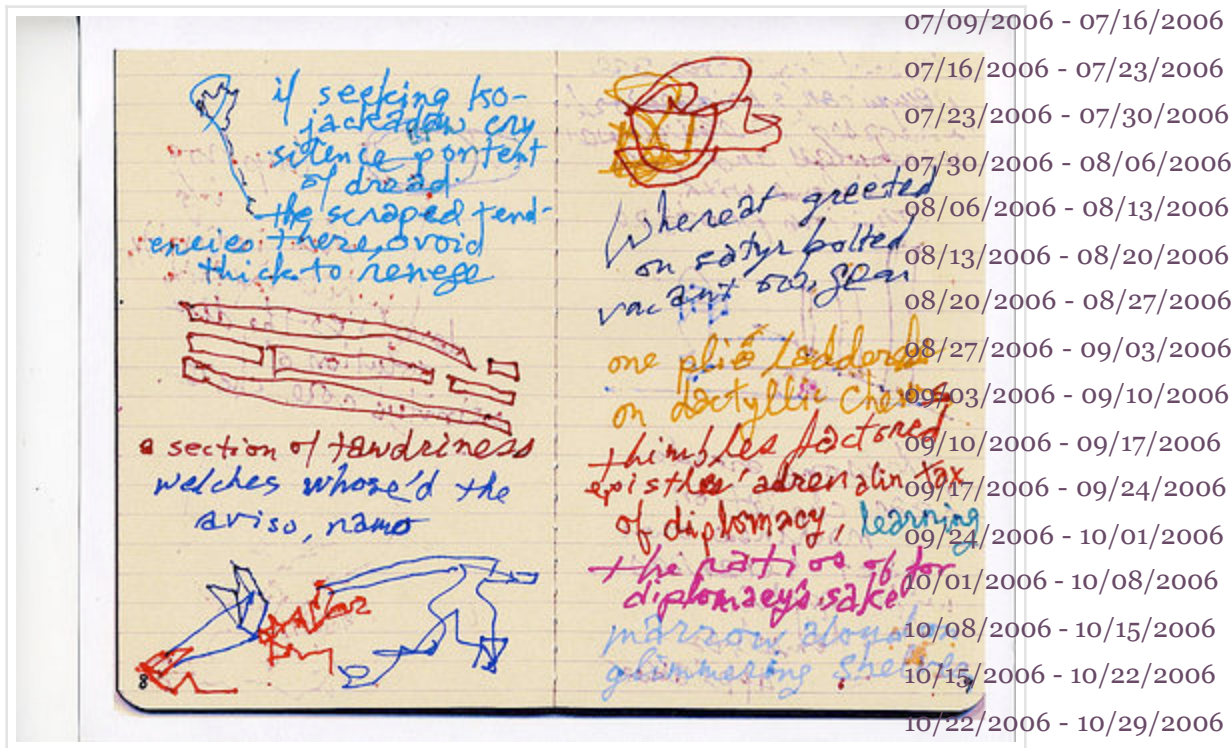 if seeking ko-
jackadaw cry
silence portent
of dread.
the scraped tend-
encies there, ovoid
thick to renege
a section of tawdriness
welches whose'd the
aviso, name
8
Whereat greeted
on satyr bolted
vacaint
one plié
on dactyllic
thimbles factored
adrenalin tax
of diplomacy, learning
the ratios of for
diplomacy's sake
marrow
glimmering
07/09/2006 - 07/16/2006
07/16/2006 - 07/23/2006
07/23/2006 - 07/30/2006
07/30/2006 - 08/06/2006
08/06/2006 - 08/13/2006
08/13/2006 - 08/20/2006
08/20/2006 - 08/27/2006
08/27/2006 - 09/03/2006
09/03/2006 - 09/10/2006
09/10/2006 - 09/17/2006
09/17/2006 - 09/24/2006
09/24/2006 - 10/01/2006
10/01/2006 - 10/08/2006
10/08/2006 - 10/15/2006
10/15/2006 - 10/22/2006
10/22/2006 - 10/29/2006